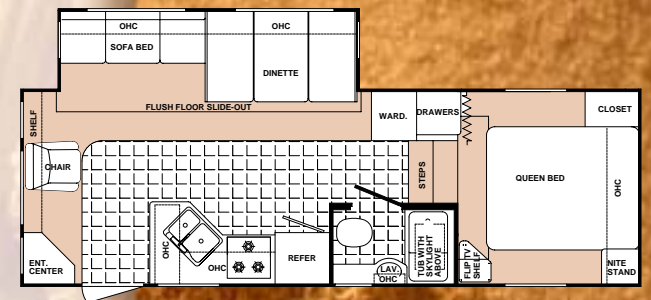 OHC
OHC
SOFA BED
DINETTE
FLUSH FLOOR SLIDE-OUT
SHELF
WARD.
DRAWERS
CLOSET
CHAIR
STEPS
QUEEN BED
OHC
ENT.
CENTER
OHC
OHC
REFER
LAV.
OHC
TUB WITH
SKYLIGHT
ABOVE
FLIP TV
SHELF
NITE
STAND